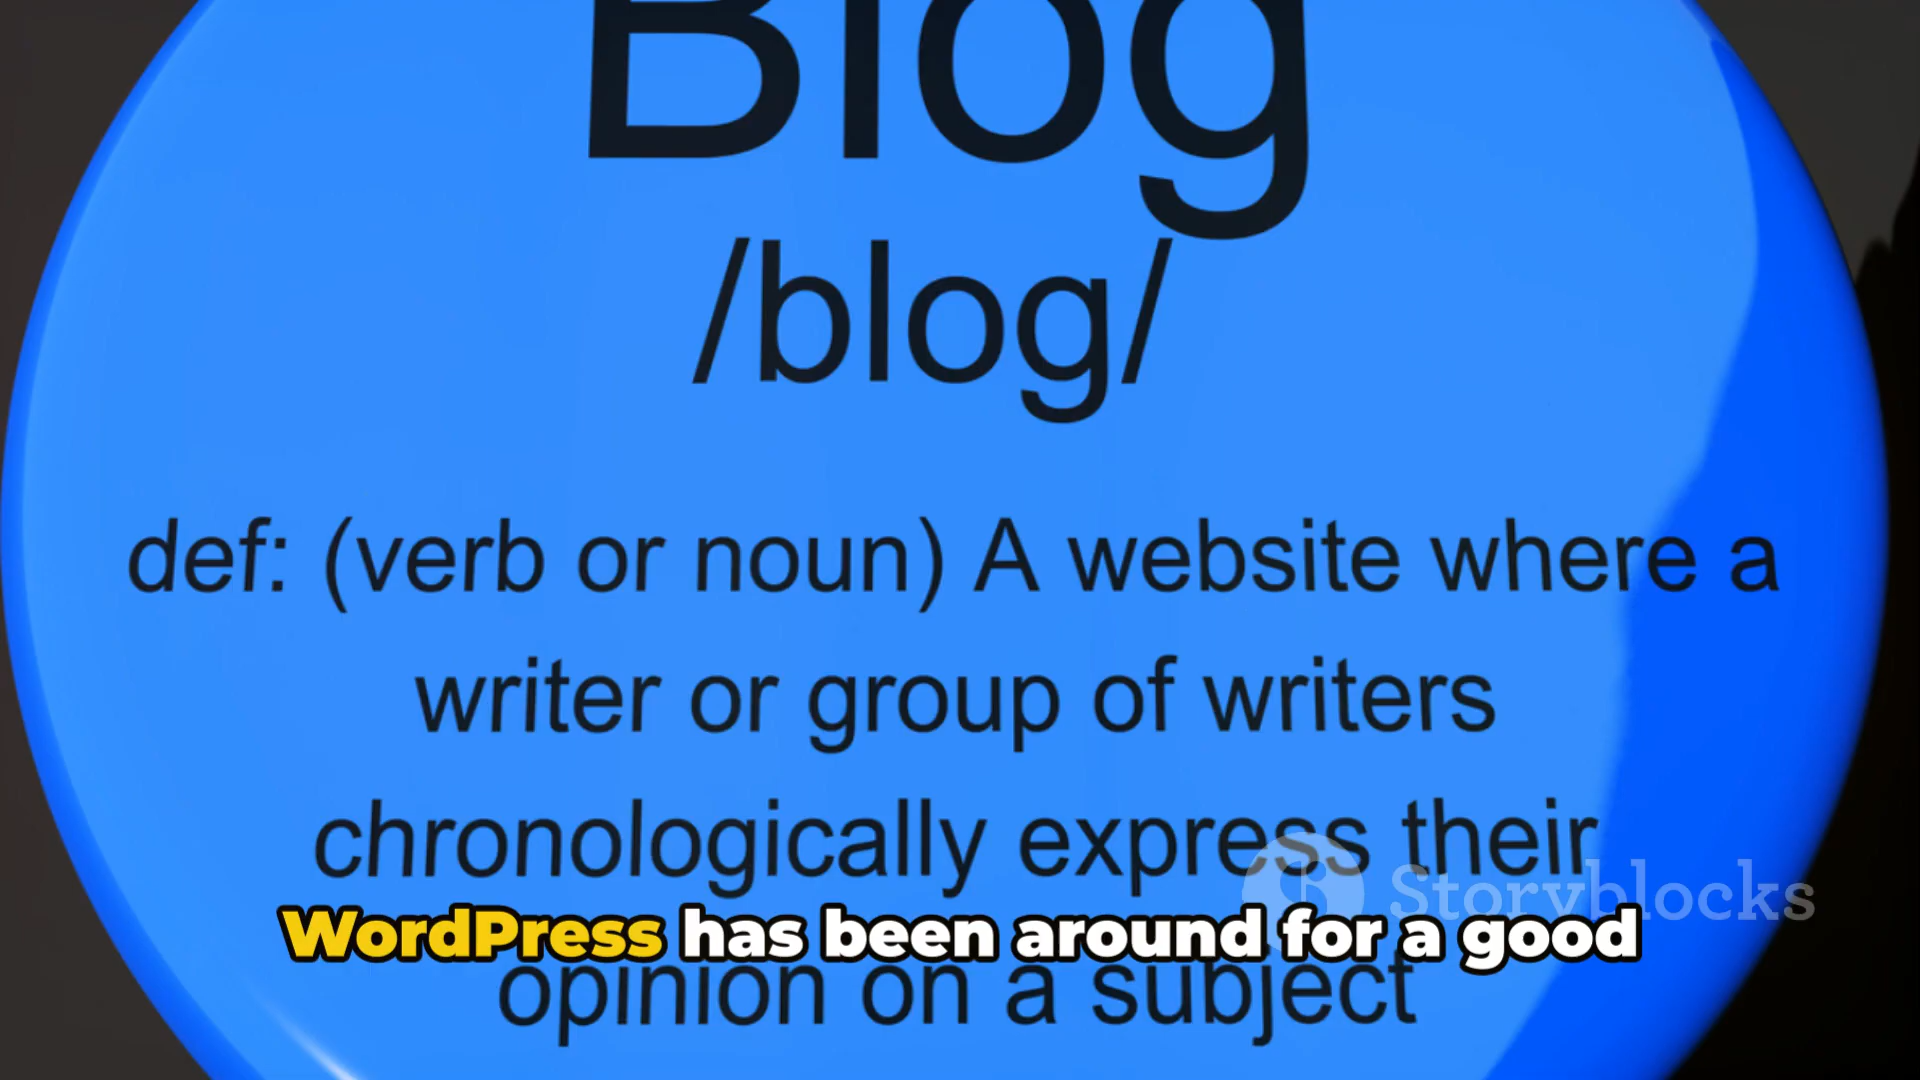 Blog
/blog/
def: (verb or noun) A website where a
writer or group of writers
chronologically express their
Storyblocks
WordPress has been around for a good
opinion on a subject